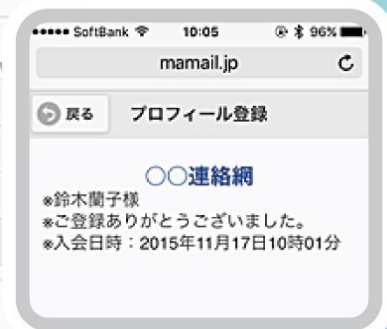 SoftBank 10:05 96%
mamail.jp
戻る プロフィール登録
○○連絡網
※鈴木蘭子様
※ご登録ありがとうございました。
※入会日時：2015年11月17日10時01分